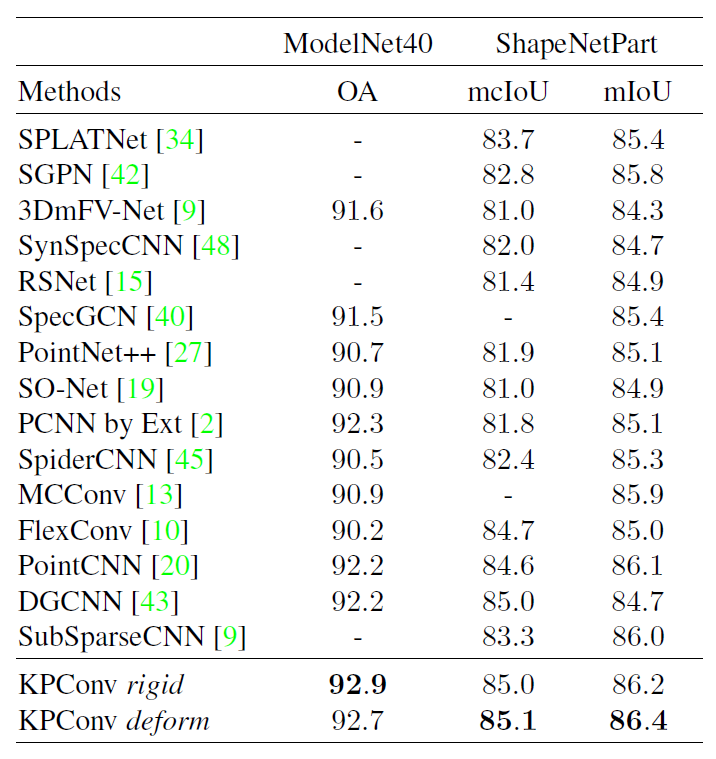 ModelNet40 ShapeNetPart
Methods OA mcIoU mIoU
SPLATNet [34] - 83.7 85.4
SGPN [42] - 82.8 85.8
3DmFV-Net [9] 91.6 81.0 84.3
SynSpecCNN [48] - 82.0 84.7
RSNet [15] - 81.4 84.9
SpecGCN [40] 91.5 - 85.4
PointNet++ [27] 90.7 81.9 85.1
SO-Net [19] 90.9 81.0 84.9
PCNN by Ext [2] 92.3 81.8 85.1
SpiderCNN [45] 90.5 82.4 85.3
MCConv [13] 90.9 - 85.9
FlexConv [10] 90.2 84.7 85.0
PointCNN [20] 92.2 84.6 86.1
DGCNN [43] 92.2 85.0 84.7
SubSparseCNN [9] - 83.3 86.0
KPConv rigid 92.9 85.0 86.2
KPConv deform 92.7 85.1 86.4